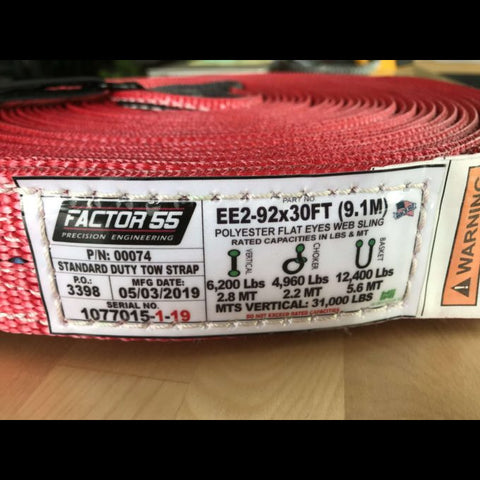 FACTOR 55
PRECISION ENGINEERING
P/N: 00074
STANDARD DUTY TOW STRAP
P.O.:
3398
MFG DATE:
05/03/2019
SERIAL NO.
1077015-1-19
PART NO.
EE2-92x30FT (9.1M)
POLYESTER FLAT EYES WEB SLING
RATED CAPACITIES IN LBS & MT
VERTICAL
CHOKER
BASKET
6,200 Lbs 4,960 Lbs 12,400 Lbs
2.8 MT 2.2 MT 5.6 MT
MTS VERTICAL: 31,000 LBS
DO NOT EXCEED RATED CAPACITIES
WARNING